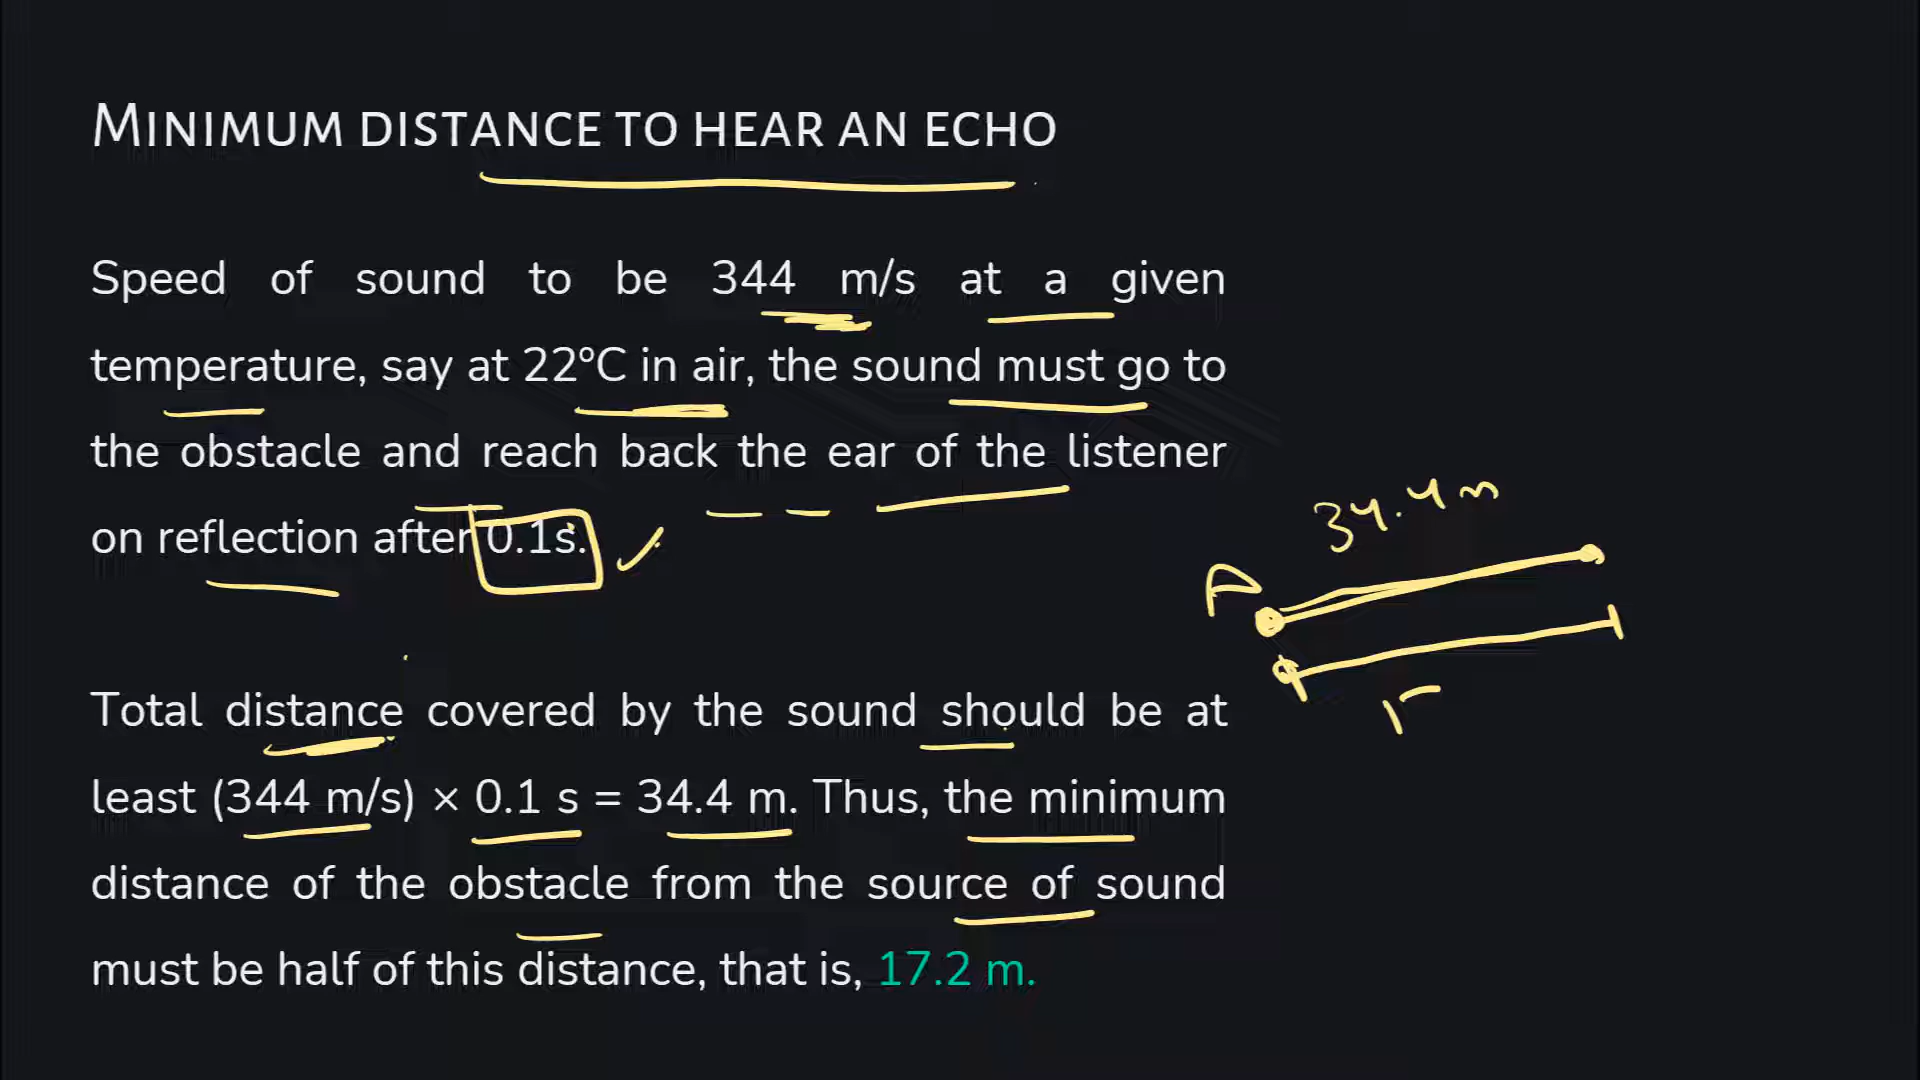 MINIMUM DISTANCE TO HEAR AN ECHO
Speed of sound to be 344 m/s at a given
temperature, say at 22°C in air, the sound must go to
the obstacle and reach back the ear of the listener
on reflection after 0.1s.
34.4 m
A
Total distance covered by the sound should be at
least (344 m/s) × 0.1 s = 34.4 m. Thus, the minimum
distance of the obstacle from the source of sound
must be half of this distance, that is, 17.2 m.